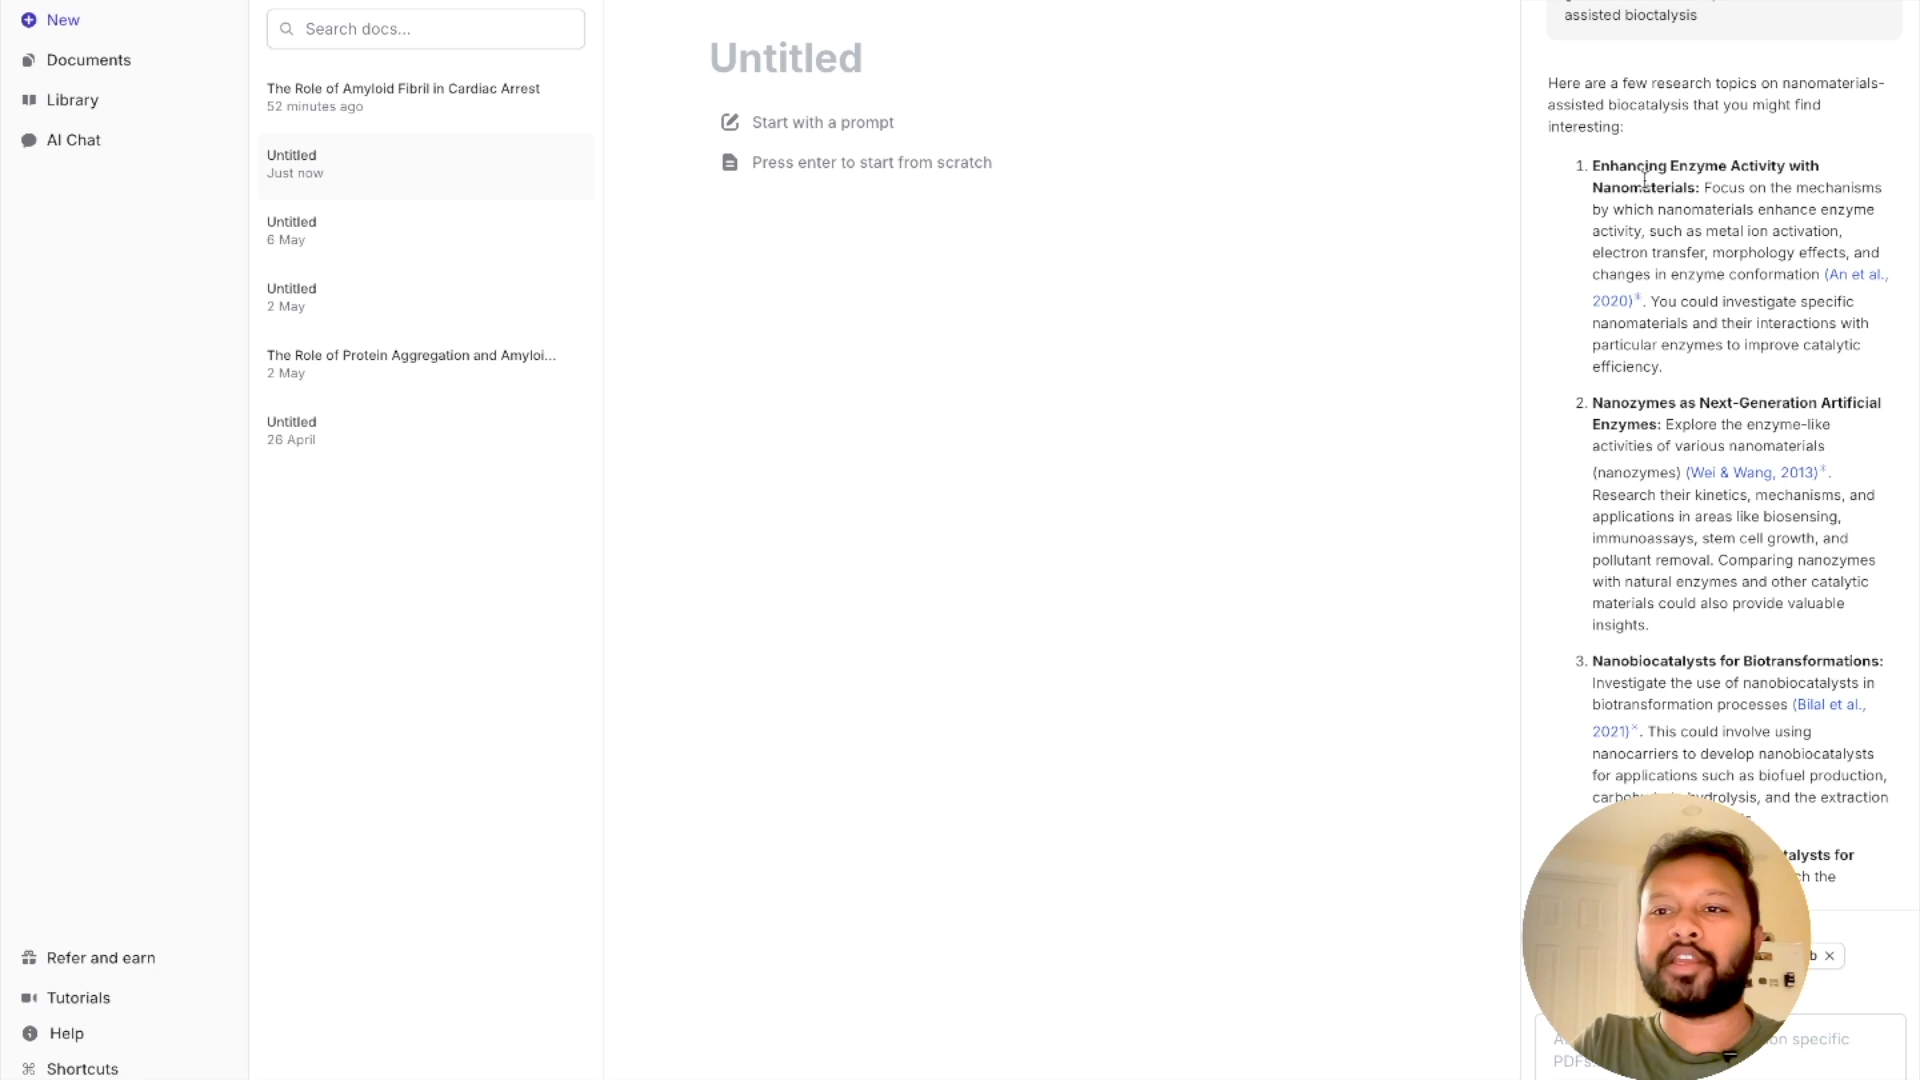 New
Documents
Library
AI Chat
Refer and earn
Tutorials
Help
Shortcuts
Search docs...
The Role of Amyloid Fibril in Cardiac Arrest
52 minutes ago
Untitled
Just now
Untitled
6 May
Untitled
2 May
The Role of Protein Aggregation and Amyloi...
2 May
Untitled
26 April
Untitled
Start with a prompt
Press enter to start from scratch
assisted bioctalysis
Here are a few research topics on nanomaterials-
assisted biocatalysis that you might find
interesting:
1. Enhancing Enzyme Activity with
Nanomaterials: Focus on the mechanisms
by which nanomaterials enhance enzyme
activity, such as metal ion activation,
electron transfer, morphology effects, and
changes in enzyme conformation (An et al.,
2020)*. You could investigate specific
nanomaterials and their interactions with
particular enzymes to improve catalytic
efficiency.
2. Nanozymes as Next-Generation Artificial
Enzymes: Explore the enzyme-like
activities of various nanomaterials
(nanozymes) (Wei & Wang, 2013)*.
Research their kinetics, mechanisms, and
applications in areas like biosensing,
immunoassays, stem cell growth, and
pollutant removal. Comparing nanozymes
with natural enzymes and other catalytic
materials could also provide valuable
insights.
3. Nanobiocatalysts for Biotransformations:
Investigate the use of nanobiocatalysts in
biotransformation processes (Bilal et al.,
2021)*. This could involve using
nanocarriers to develop nanobiocatalysts
for applications such as biofuel production,
hydrolysis, and the extraction
talysts for
ch the
b
on specific
PDFs